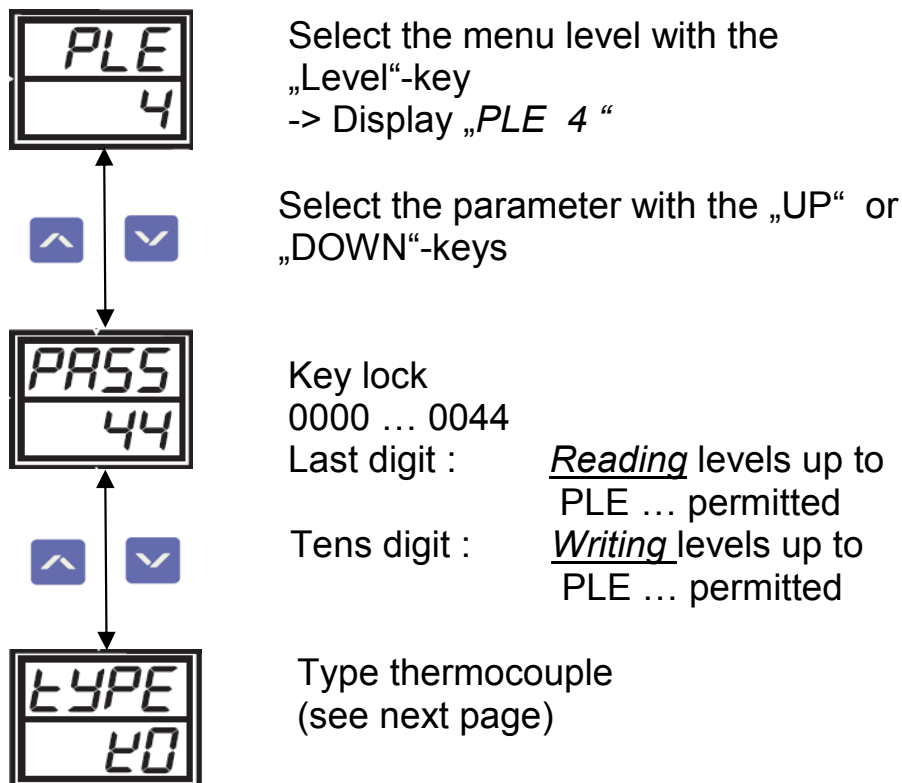 PLE
4
Select the menu level with the
„Level“-key
-> Display „PLE 4 “
Select the parameter with the „UP“ or
„DOWN“-keys
PASS
44
Key lock
0000 … 0044
Last digit : Reading levels up to
PLE … permitted
Tens digit : Writing levels up to
PLE … permitted
tYPE
Type thermocouple
(see next page)